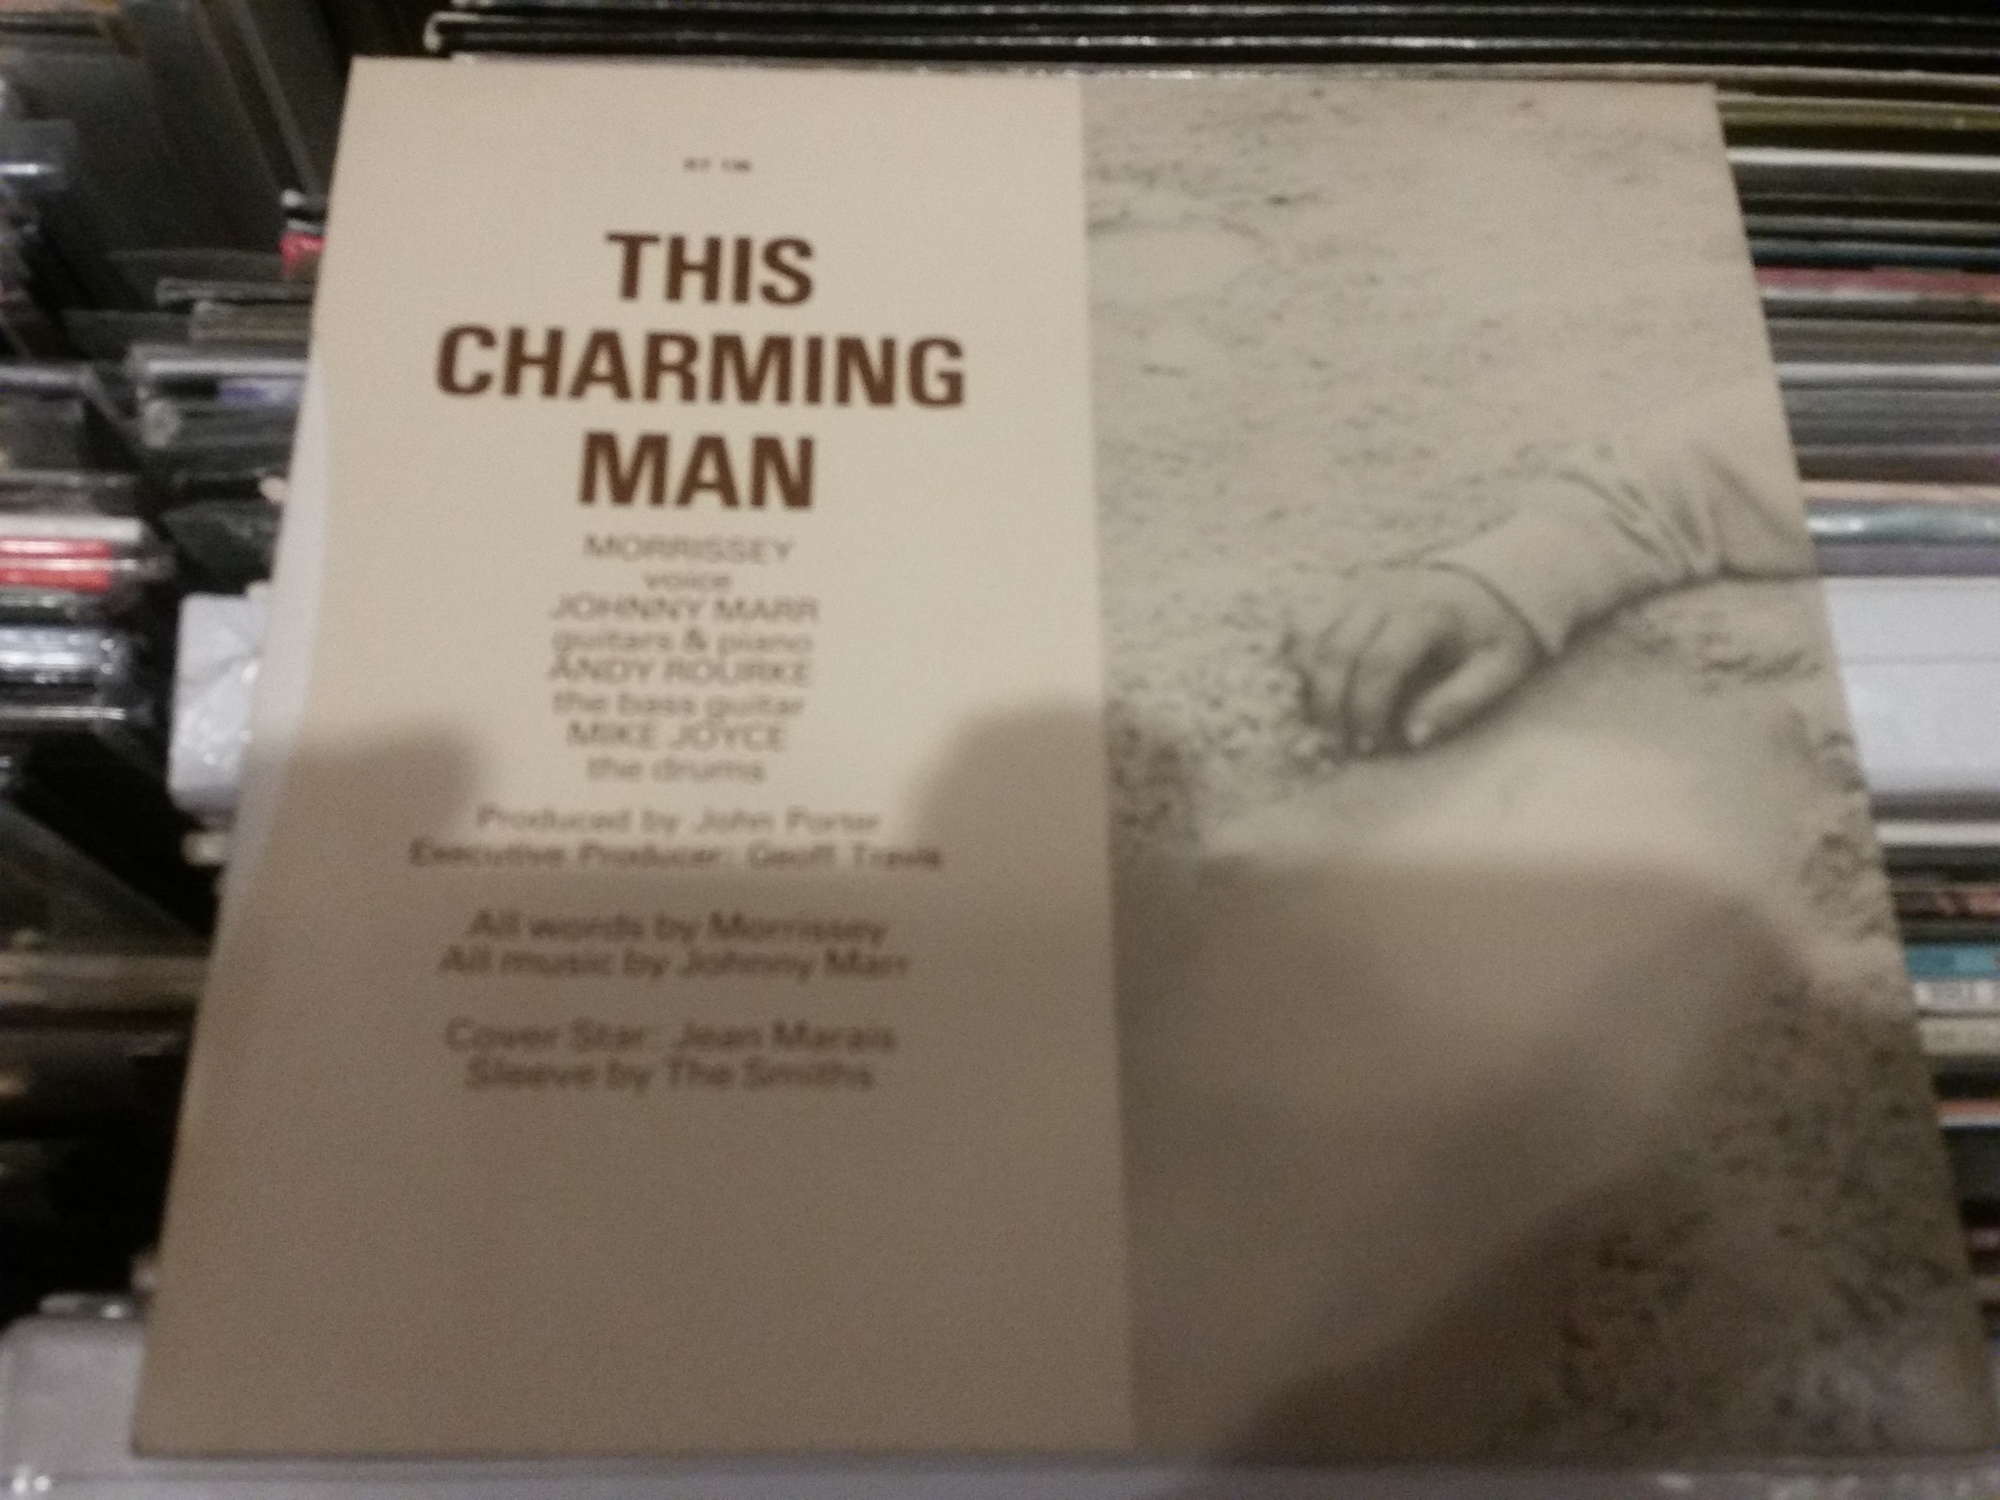 RT 136
THIS
CHARMING
MAN
MORRISSEY
voice
JOHNNY MARR
guitars & piano
ANDY ROURKE
the bass guitar
MIKE JOYCE
the drums
Produced by John Porter
Executive Producer: Geoff Travis
All words by Morrissey
All music by Johnny Marr
Cover Star: Jean Marais
Sleeve by The Smiths